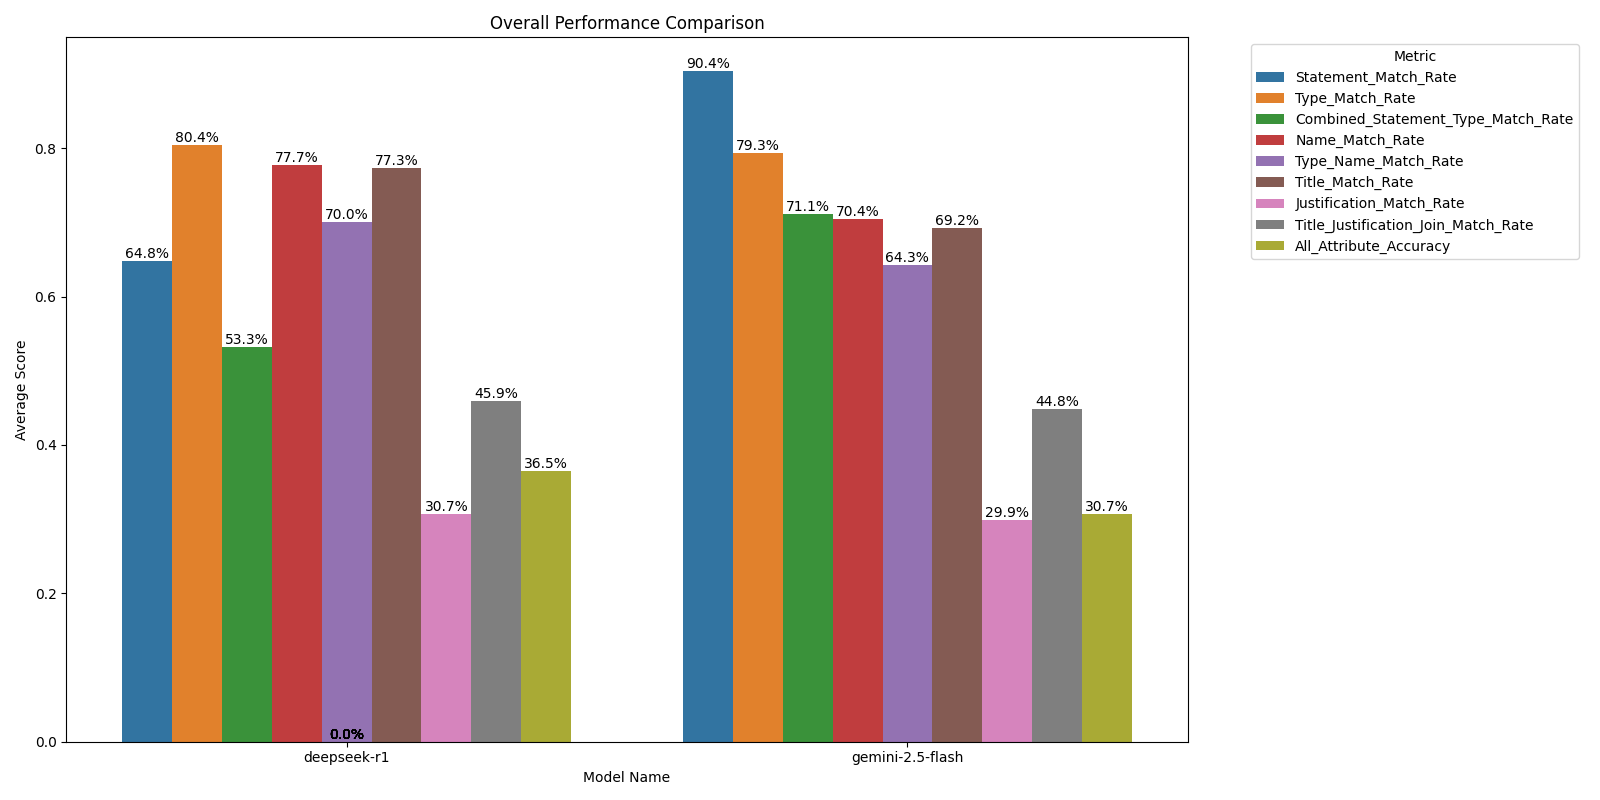 Overall Performance Comparison
Average Score
0.8
0.6
0.4
0.2
0.0
64.8%
80.4%
53.3%
77.7%
70.0%
77.3%
30.7%
45.9%
36.5%
0.0%
90.4%
79.3%
71.1%
70.4%
64.3%
69.2%
29.9%
44.8%
30.7%
deepseek-r1
gemini-2.5-flash
Model Name
Metric
Statement_Match_Rate
Type_Match_Rate
Combined_Statement_Type_Match_Rate
Name_Match_Rate
Type_Name_Match_Rate
Title_Match_Rate
Justification_Match_Rate
Title_Justification_Join_Match_Rate
All_Attribute_Accuracy